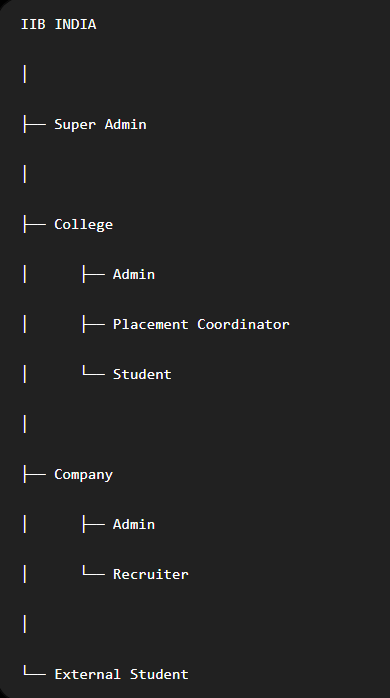 IIB INDIA
│
├── Super Admin
│
├── College
│      ├── Admin
│      ├── Placement Coordinator
│      └── Student
│
├── Company
│      ├── Admin
│      └── Recruiter
│
└── External Student